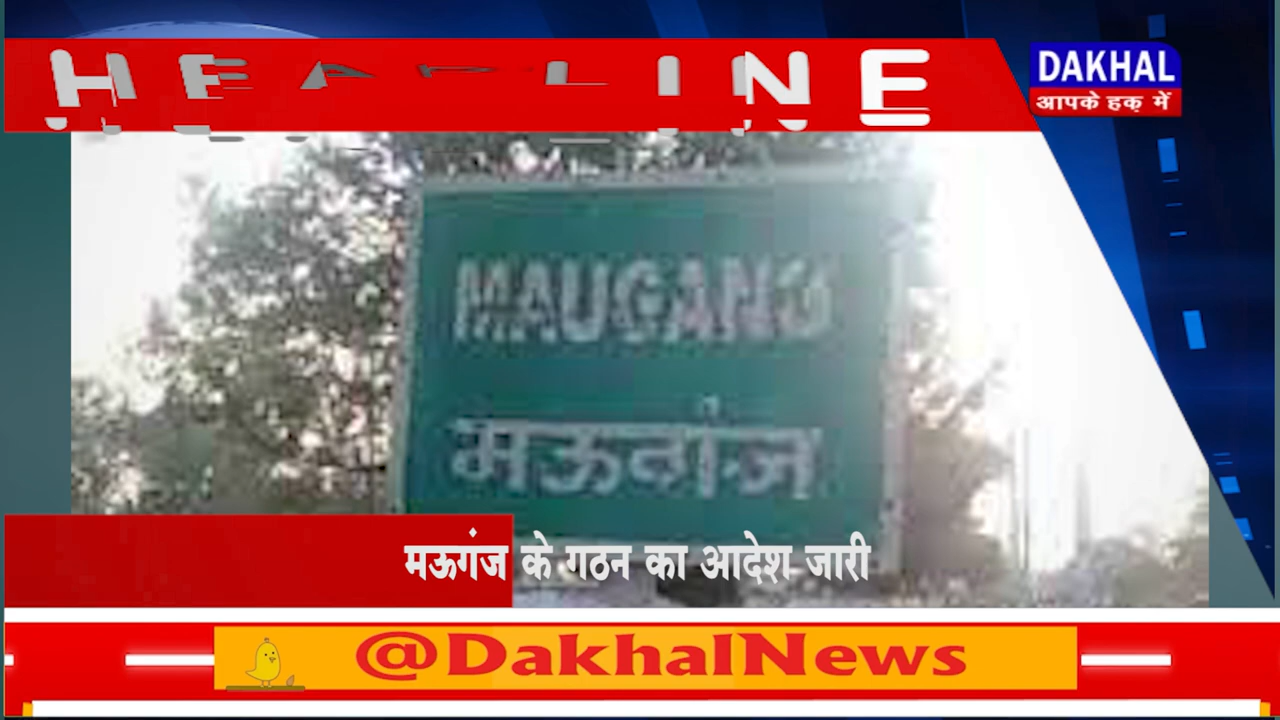 HEADLINE
DAKHAL
आपके हक़ में
MAUGANJ
मऊगंज
मऊगंज के गठन का आदेश जारी
@DakhalNews